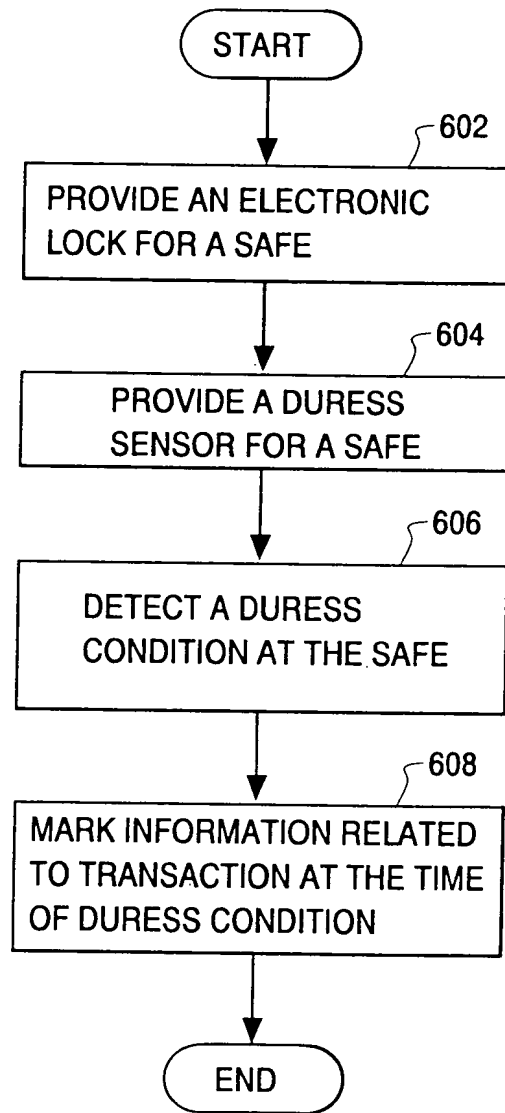 START
602
PROVIDE AN ELECTRONIC
LOCK FOR A SAFE
604
PROVIDE A DURESS
SENSOR FOR A SAFE
606
DETECT A DURESS
CONDITION AT THE SAFE
608
MARK INFORMATION RELATED
TO TRANSACTION AT THE TIME
OF DURESS CONDITION
END